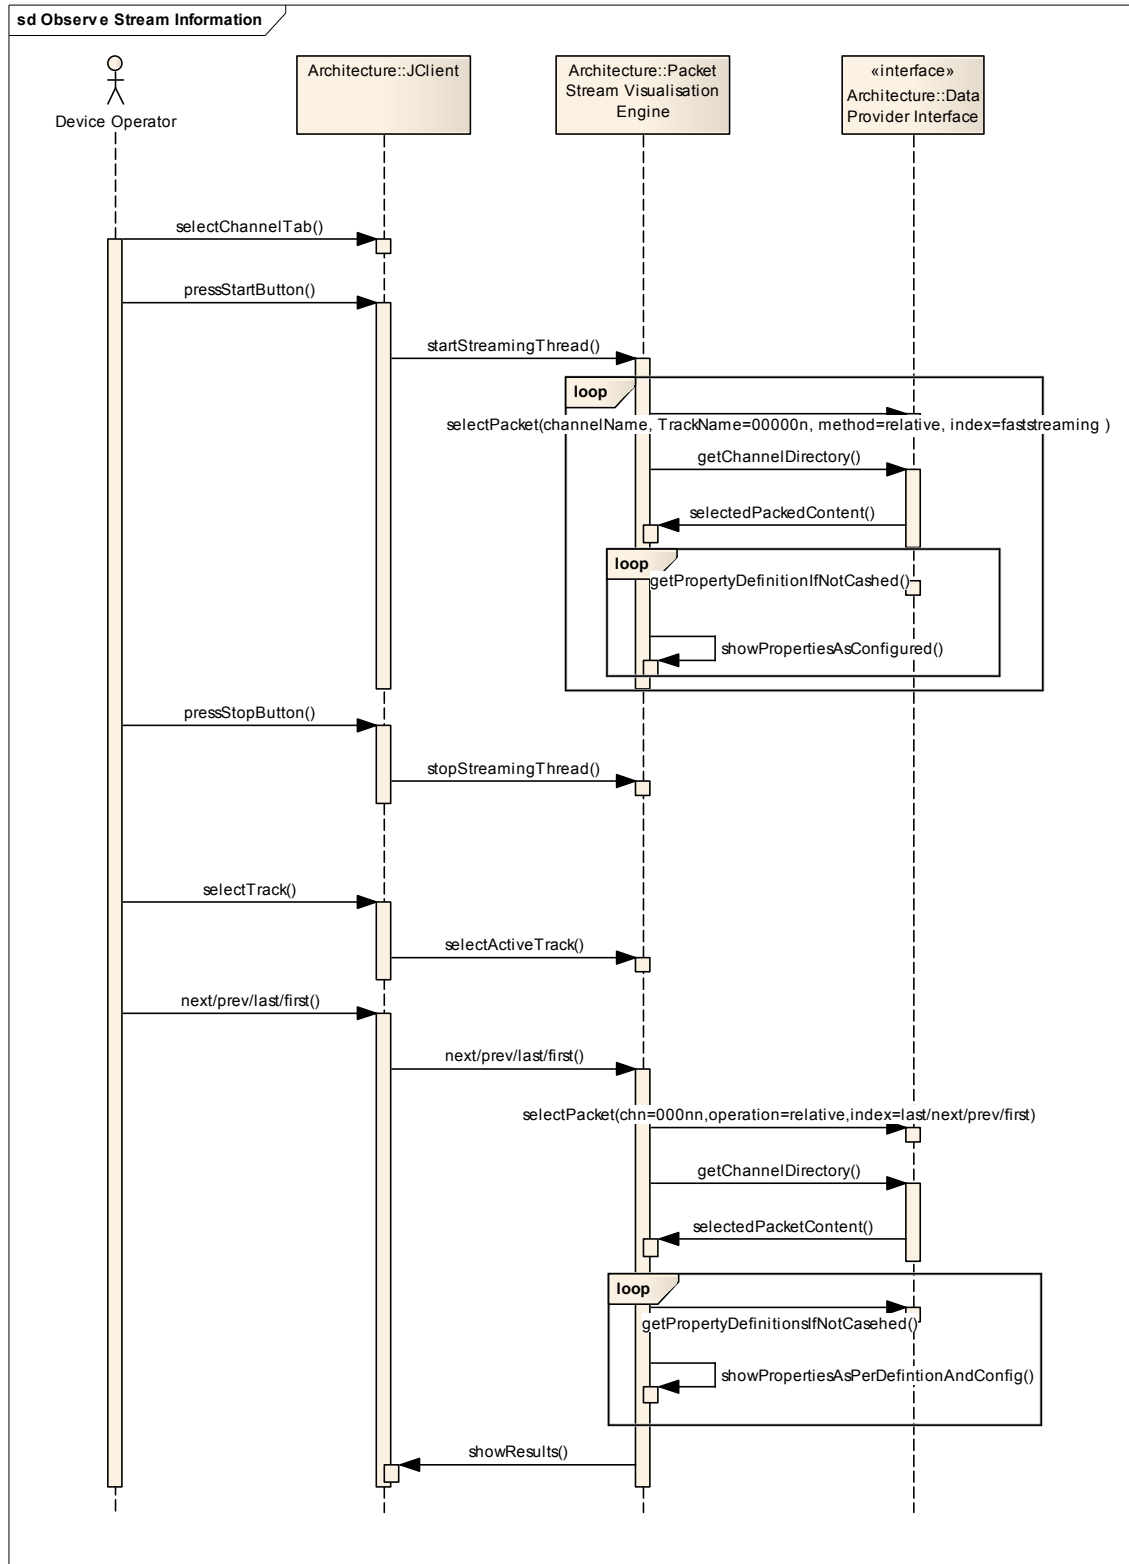 sd Observe Stream Information
Device Operator
Architecture::JClient
Architecture::Packet
Stream Visualisation
Engine
«interface»
Architecture::Data
Provider Interface
selectChannelTab()
pressStartButton()
startStreamingThread()
loop
selectPacket(channelName, TrackName=00000n, method=relative, index=faststreaming )
getChannelDirectory()
selectedPackedContent()
loop
getPropertyDefinitionIfNotCashed()
showPropertiesAsConfigured()
pressStopButton()
stopStreamingThread()
selectTrack()
selectActiveTrack()
next/prev/last/first()
next/prev/last/first()
selectPacket(chn=000nn,operation=relative,index=last/next/prev/first)
getChannelDirectory()
selectedPacketContent()
loop
getPropertyDefinitionsIfNotCasehed()
showPropertiesAsPerDefintionAndConfig()
showResults()